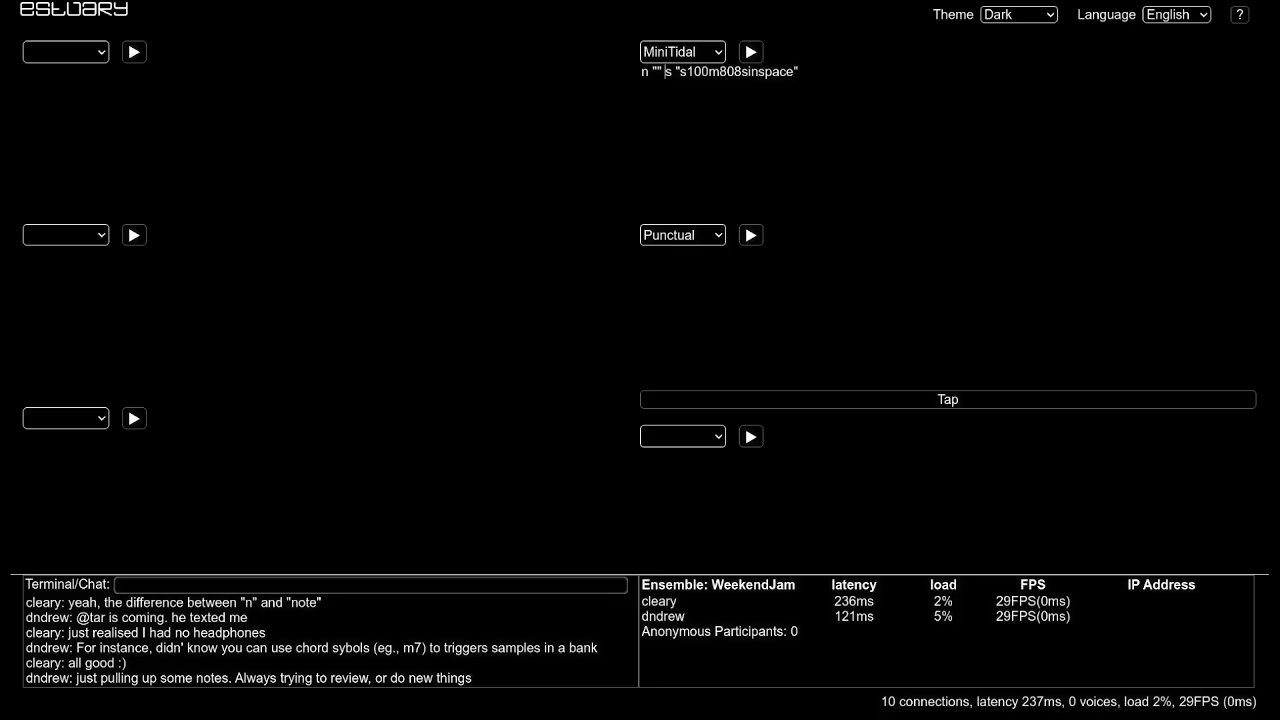 estuary
Theme Dark Language English ?
MiniTidal
n "" s "s100m808sinspace"
Punctual
Tap
Terminal/Chat:
cleary: yeah, the difference between "n" and "note"
dndrew: @tar is coming. he texted me
cleary: just realised I had no headphones
dndrew: For instance, didn' know you can use chord sybols (eg., m7) to triggers samples in a bank
cleary: all good :)
dndrew: just pulling up some notes. Always trying to review, or do new things
Ensemble: WeekendJam latency load FPS IP Address
cleary 236ms 2% 29FPS(0ms)
dndrew 121ms 5% 29FPS(0ms)
Anonymous Participants: 0
10 connections, latency 237ms, 0 voices, load 2%, 29FPS (0ms)